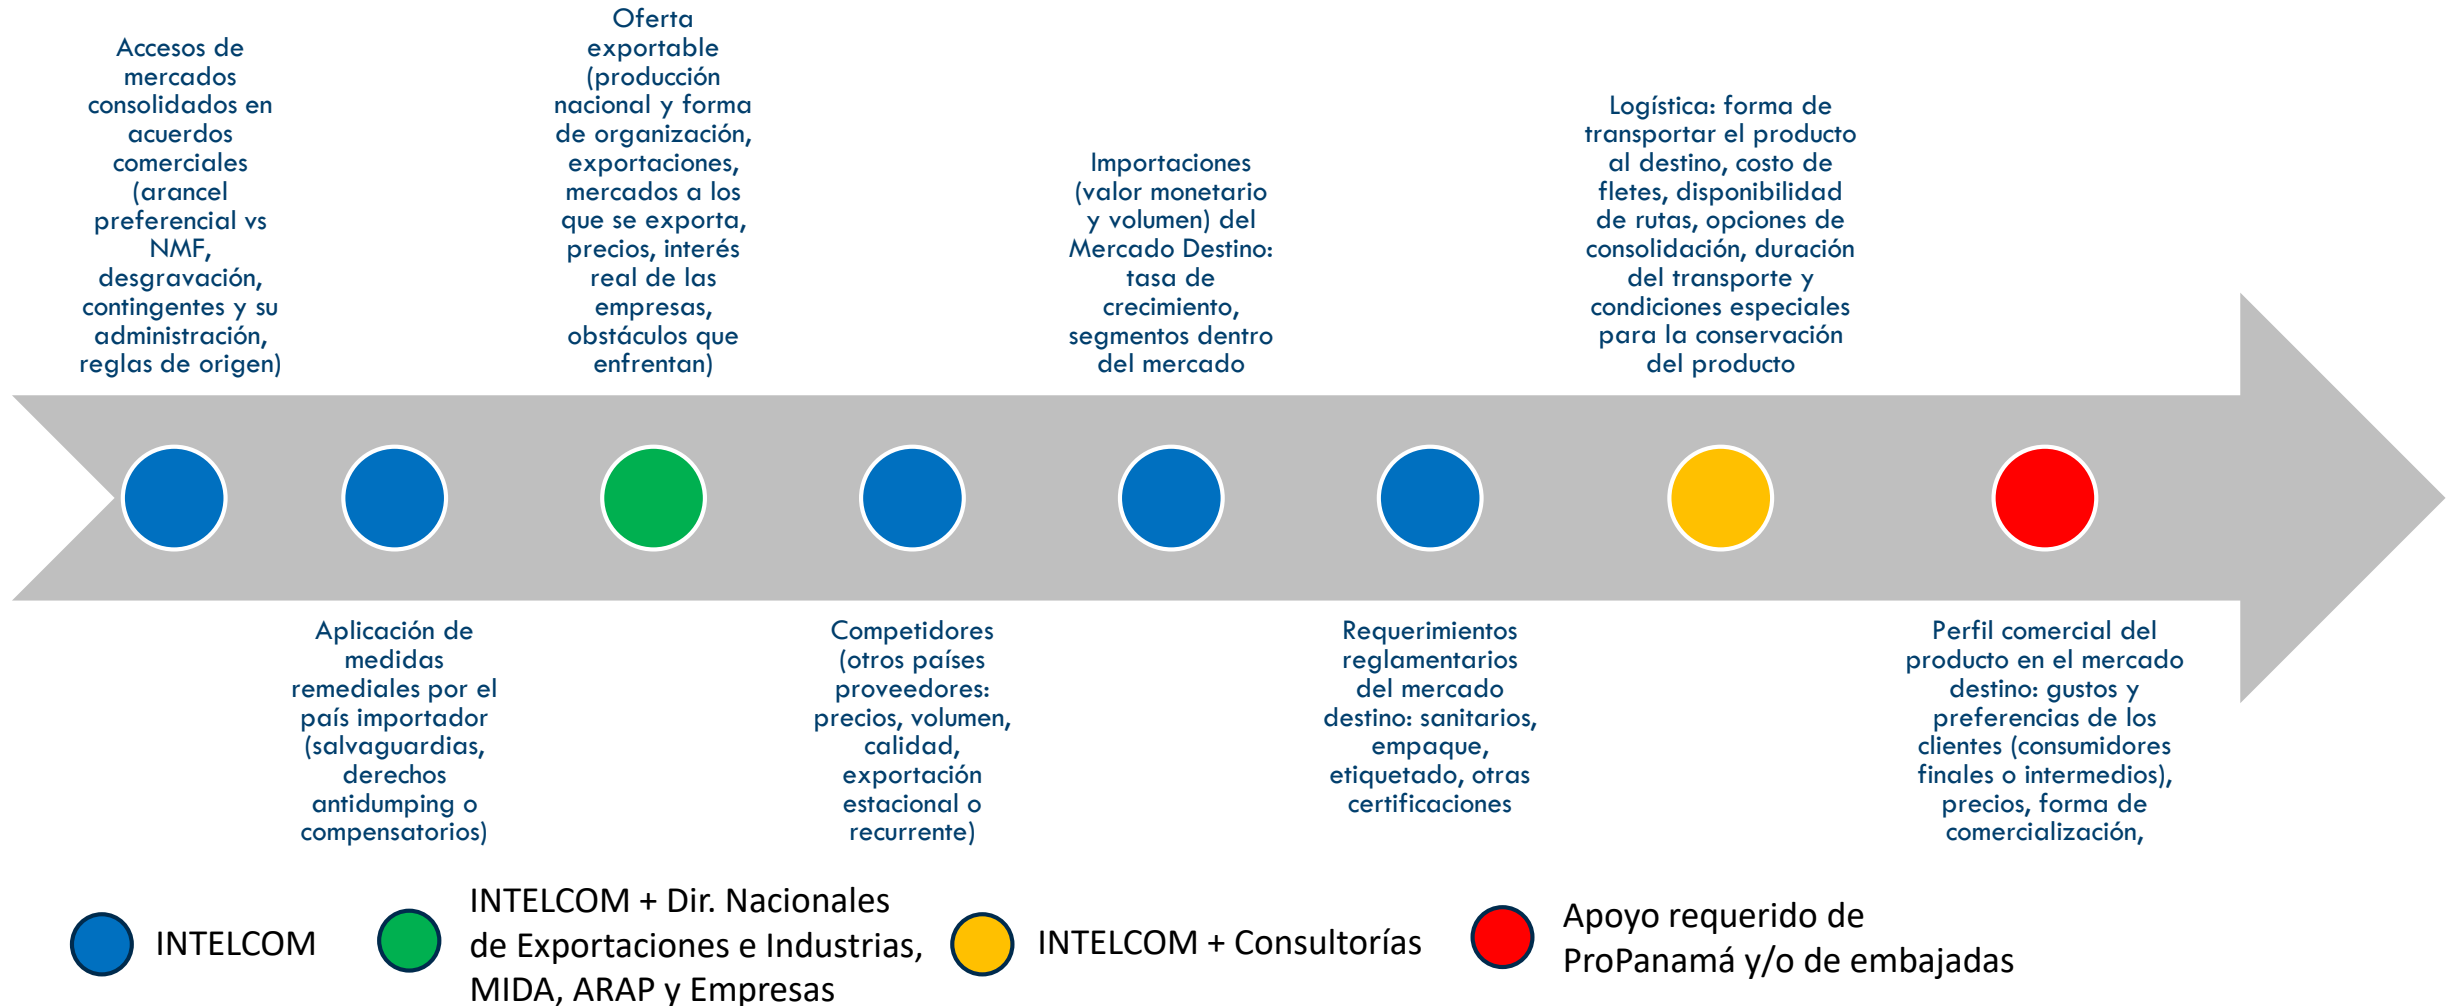 Accesos de
mercados
consolidados en
acuerdos
comerciales
(arancel
preferencial vs
NMF,
desgravación,
contingentes y su
administración,
reglas de origen)
Aplicación de
medidas
remediales por el
país importador
(salvaguardias,
derechos
antidumping o
compensatorios)
Oferta
exportable
(producción
nacional y forma
de organización,
exportaciones,
mercados a los
que se exporta,
precios, interés
real de las
empresas,
obstáculos que
enfrentan)
Competidores
(otros países
proveedores:
precios, volumen,
calidad,
exportación
estacional o
recurrente)
Importaciones
(valor monetario
y volumen) del
Mercado Destino:
tasa de
crecimiento,
segmentos dentro
del mercado
Requerimientos
reglamentarios
del mercado
destino: sanitarios,
empaque,
etiquetado, otras
certificaciones
Logística: forma de
transportar el producto
al destino, costo de
fletes, disponibilidad
de rutas, opciones de
consolidación, duración
del transporte y
condiciones especiales
para la conservación
del producto
Perfil comercial del
producto en el mercado
destino: gustos y
preferencias de los
clientes (consumidores
finales o intermedios),
precios, forma de
comercialización,
INTELCOM
INTELCOM + Dir. Nacionales
de Exportaciones e Industrias,
MIDA, ARAP y Empresas
INTELCOM + Consultorías
Apoyo requerido de
ProPanamá y/o de embajadas